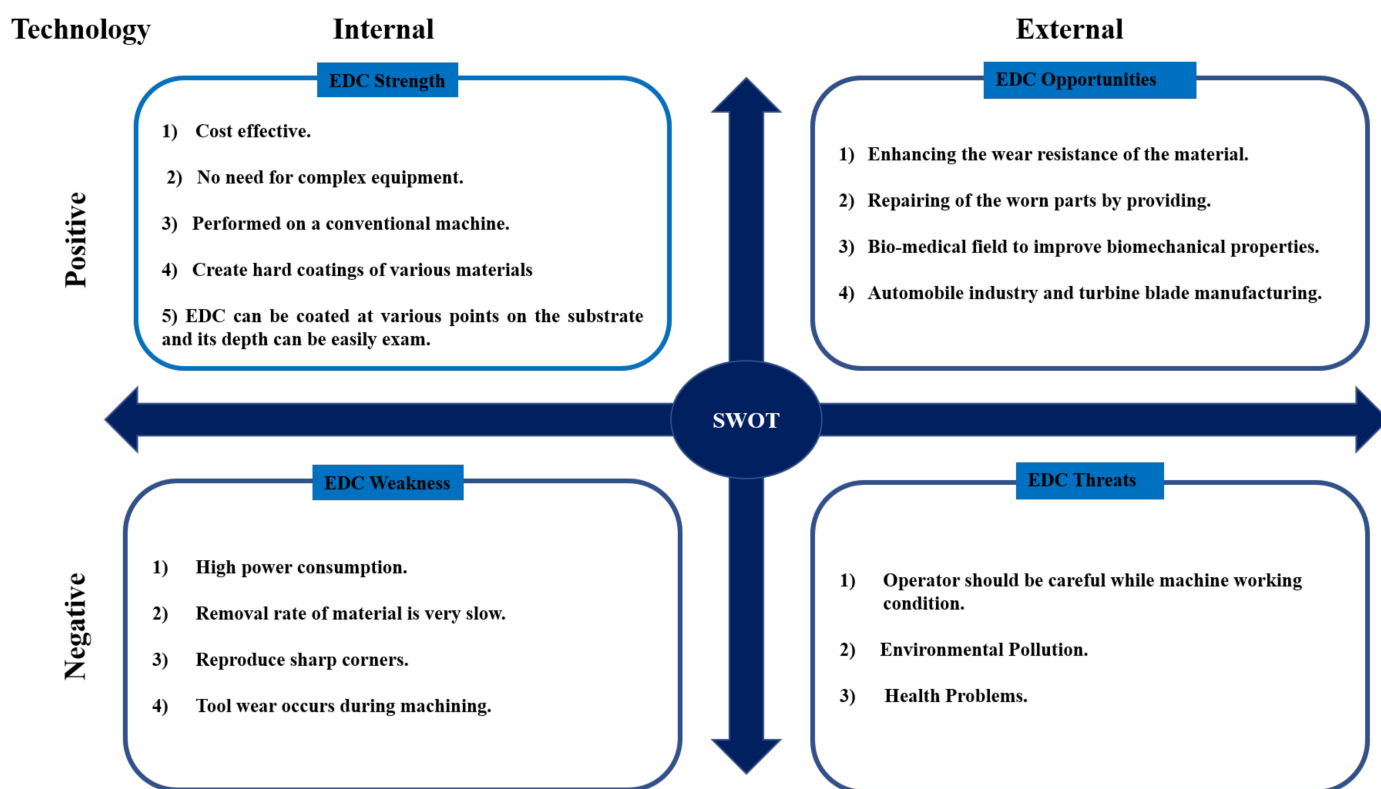 Technology Internal External
Positive
EDC Strength
1) Cost effective.
2) No need for complex equipment.
3) Performed on a conventional machine.
4) Create hard coatings of various materials
5) EDC can be coated at various points on the substrate
and its depth can be easily exam.
EDC Opportunities
1) Enhancing the wear resistance of the material.
2) Repairing of the worn parts by providing.
3) Bio-medical field to improve biomechanical properties.
4) Automobile industry and turbine blade manufacturing.
SWOT
Negative
EDC Weakness
1) High power consumption.
2) Removal rate of material is very slow.
3) Reproduce sharp corners.
4) Tool wear occurs during machining.
EDC Threats
1) Operator should be careful while machine working
condition.
2) Environmental Pollution.
3) Health Problems.